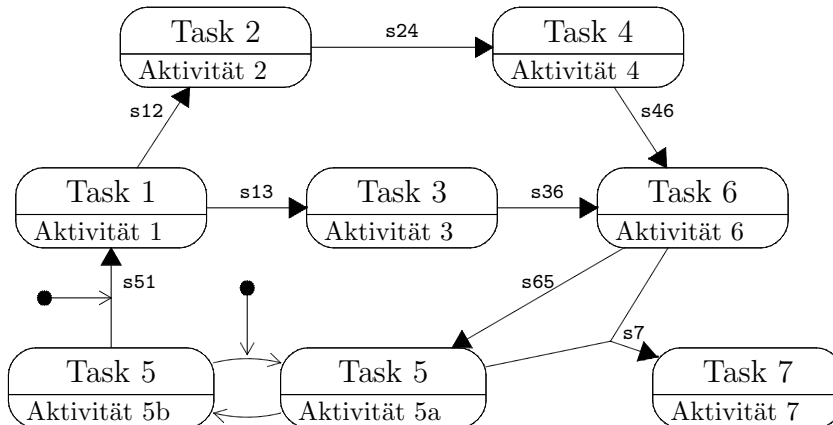 Task 2
Aktivität 2
s24
Task 4
Aktivität 4
s12
s46
Task 1
Aktivität 1
s13
Task 3
Aktivität 3
s36
Task 6
Aktivität 6
s51
s65
s7
Task 5
Aktivität 5b
Task 5
Aktivität 5a
Task 7
Aktivität 7